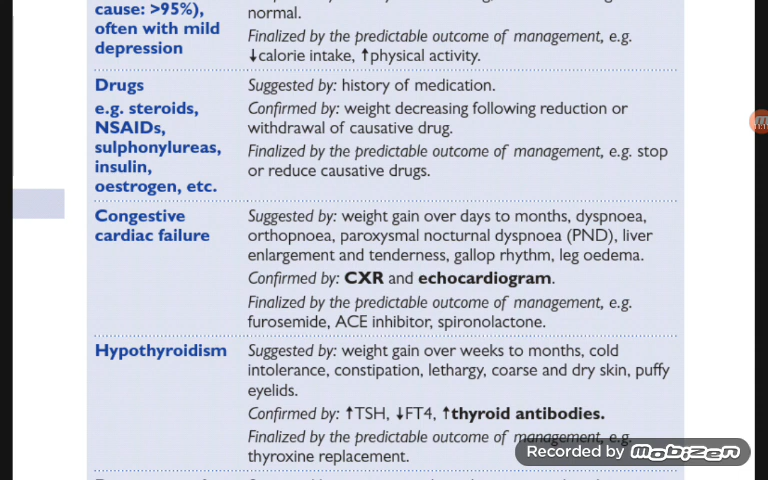 cause: >95%),
often with mild
depression
normal.
Finalized by the predictable outcome of management, e.g.
↓calorie intake, ↑physical activity.
Drugs
e.g. steroids,
NSAIDs,
sulphonylureas,
insulin,
oestrogen, etc.
Suggested by: history of medication.
Confirmed by: weight decreasing following reduction or
withdrawal of causative drug.
Finalized by the predictable outcome of management, e.g. stop
or reduce causative drugs.
Congestive
cardiac failure
Suggested by: weight gain over days to months, dyspnoea,
orthopnoea, paroxysmal nocturnal dyspnoea (PND), liver
enlargement and tenderness, gallop rhythm, leg oedema.
Confirmed by: CXR and echocardiogram.
Finalized by the predictable outcome of management, e.g.
furosemide, ACE inhibitor, spironolactone.
Hypothyroidism
Suggested by: weight gain over weeks to months, cold
intolerance, constipation, lethargy, coarse and dry skin, puffy
eyelids.
Confirmed by: ↑TSH, ↓FT4, ↑thyroid antibodies.
Finalized by the predictable outcome of management, e.g.
thyroxine replacement.
Recorded by mobizen